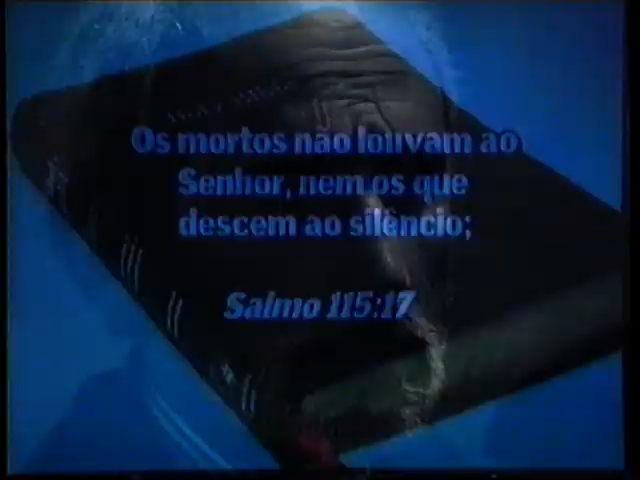 Os mortos não louvam ao
Senhor, nem os que
descem ao silêncio;
Salmo 115:17